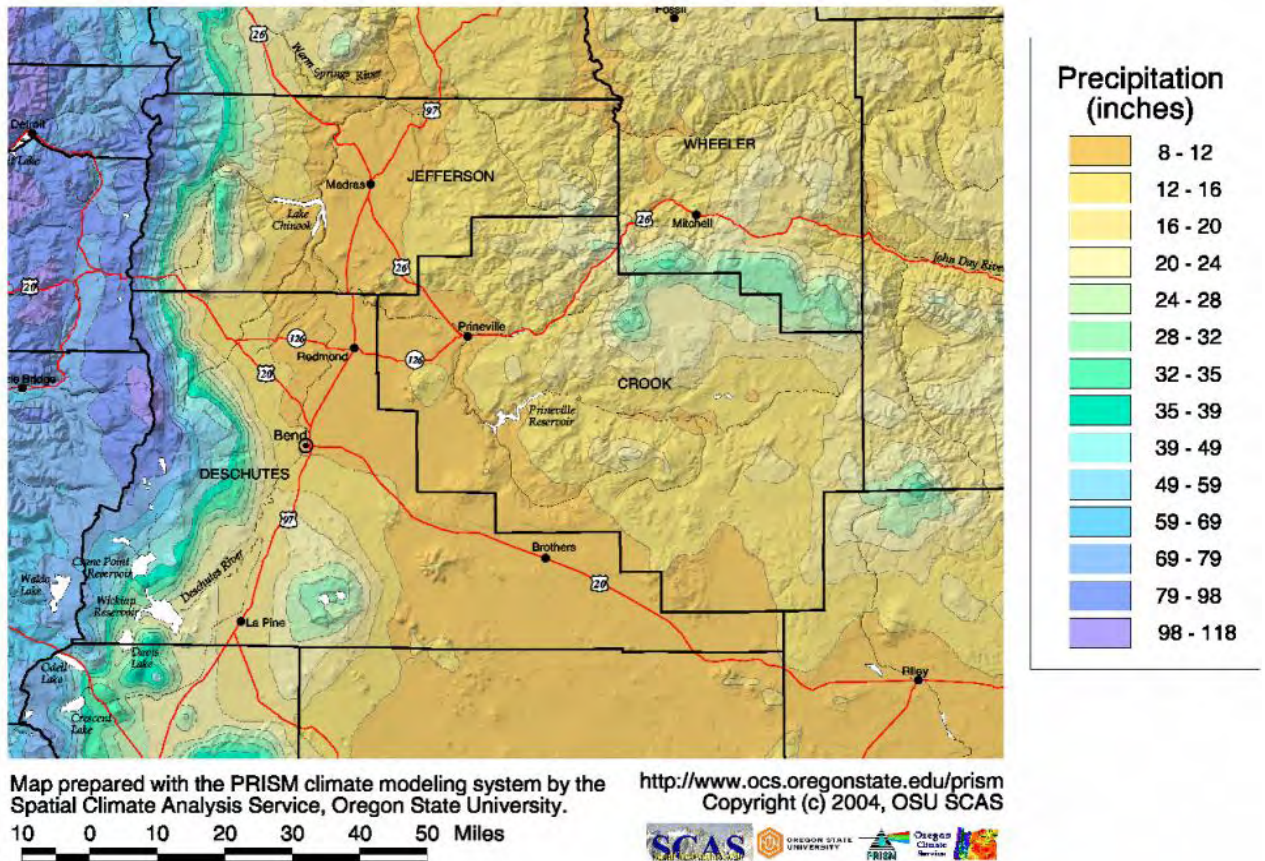 Fossil
26
Warm
Springs
River
97
Detroit
WHEELER
JEFFERSON
Madras
Lake
Chinook
26
Mitchell
26
John Day River
20
Prineville
126
Redmond
126
20
CROOK
Prineville
Reservoir
Bend
DESCHUTES
97
Brothers
20
Crane Point
Reservoir
Deschutes River
Waldo
Lake
Wickiup
Reservoir
La Pine
Davis
Lake
Odell
Lake
Riley
Crescent
Lake
Precipitation
(inches)
8 - 12
12 - 16
16 - 20
20 - 24
24 - 28
28 - 32
32 - 35
35 - 39
39 - 49
49 - 59
59 - 69
69 - 79
79 - 98
98 - 118
Map prepared with the PRISM climate modeling system by the
Spatial Climate Analysis Service, Oregon State University.
http://www.ocs.oregonstate.edu/prism
Copyright (c) 2004, OSU SCAS
10 0 10 20 30 40 50 Miles
SCAS
OREGON STATE
UNIVERSITY
PRISM
Oregon
Climate
Service